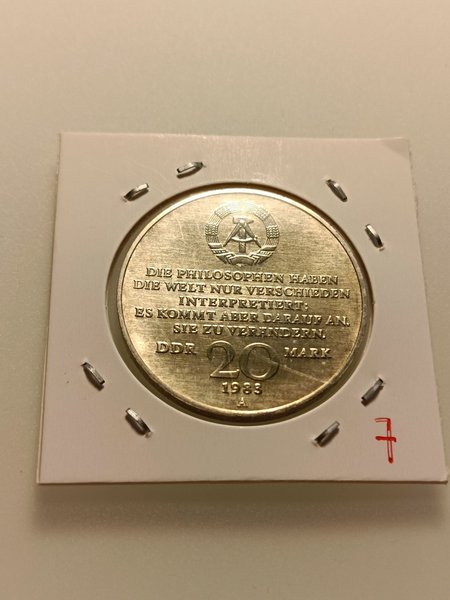 DIE PHILOSOPHEN HABEN
DIE WELT NUR VERSCHIEDEN
INTERPRETIERT;
ES KOMMT ABER DARAUF AN,
SIE ZU VERÄNDERN.
DDR 20 MARK
1983
A
7